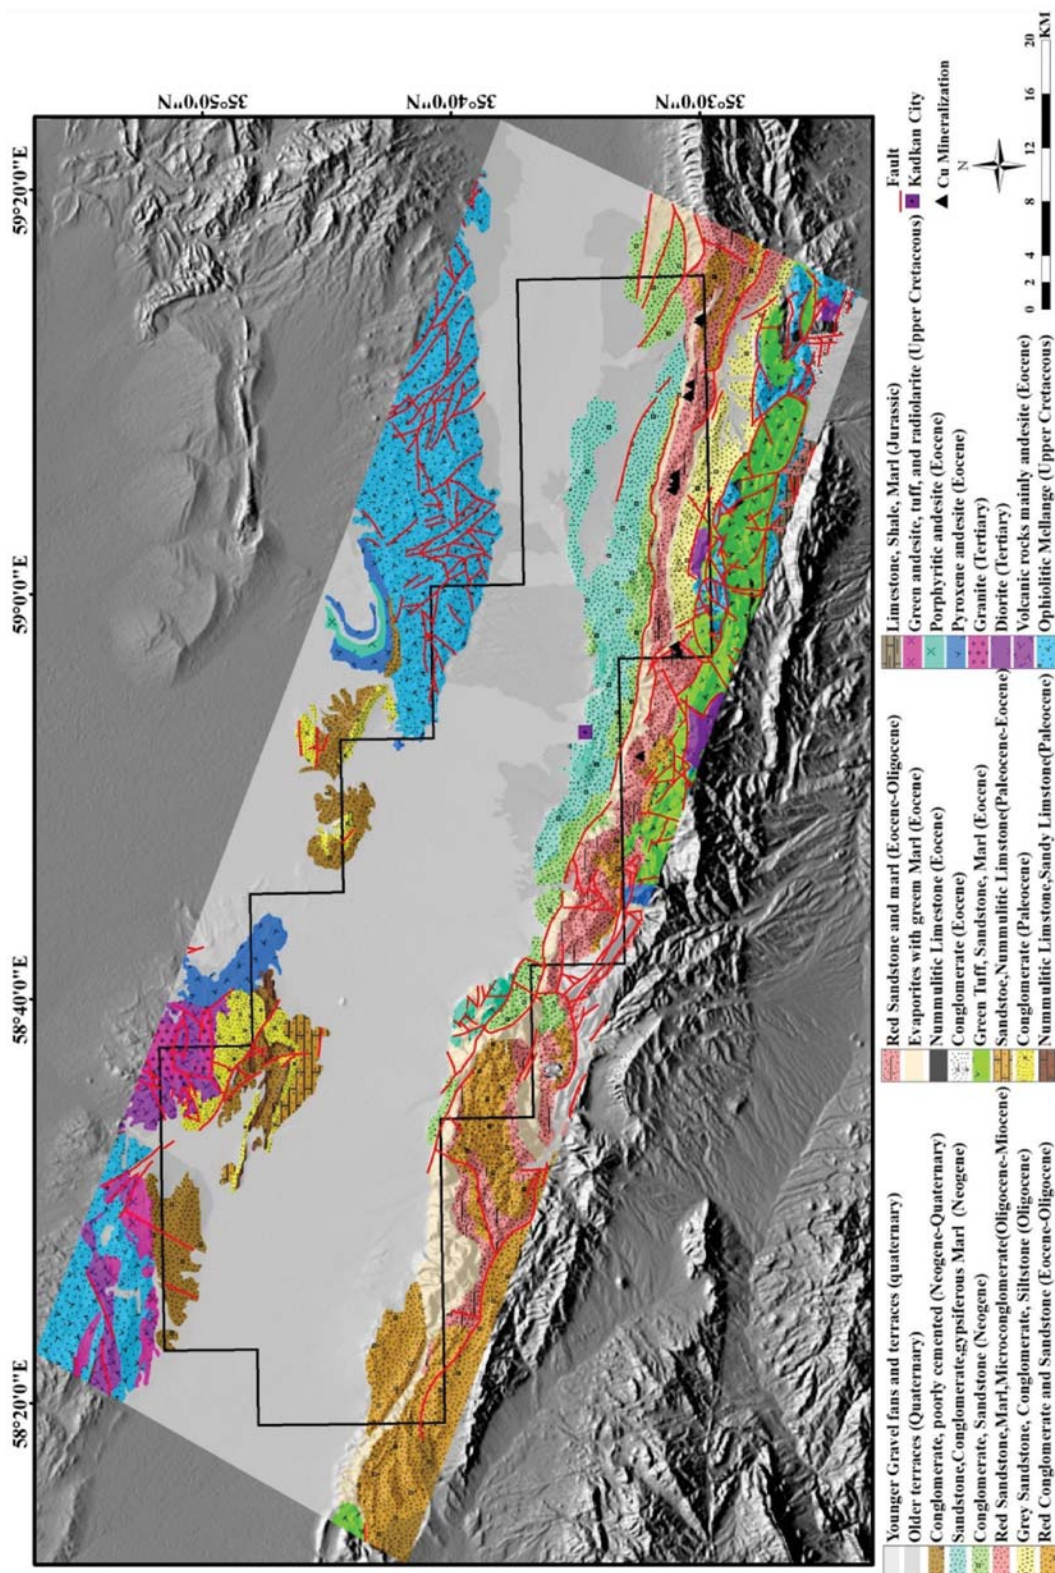 58°20'0"E
58°40'0"E
59°0'0"E
59°20'0"E
35°50'0"N
35°40'0"N
35°30'0"N
Younger Gravel fans and terraces (quaternary)
Older terraces (Quaternary)
Conglomerate, poorly cemented (Neogene-Quaternary)
Sandstone,Conglomerate,gypsiferous Marl (Neogene)
Conglomerate, Sandstone (Neogene)
Red Sandstone,Marl,Microconglomerate(Oligocene-Miocene)
Grey Sandstone, Conglomerate, Siltstone (Oligocene)
Red Conglomerate and Sandstone (Eocene-Oligocene)
Red Sandstone and marl (Eocene-Oligocene)
Evaporites with greem Marl (Eocene)
Nummulitic Limestone (Eocene)
Conglomerate (Eocene)
Green Tuff, Sandstone, Marl (Eocene)
Sandstoe,Nummulitic Limstone(Paleocene-Eocene)
Conglomerate (Paleocene)
Nummulitic Limstone,Sandy Limstone(Paleocene)
Limestone, Shale, Marl (Jurassic)
Green andesite, tuff, and radiolarite (Upper Cretaceous)
Porphyritic andesite (Eocene)
Pyroxene andesite (Eocene)
Granite (Tertiary)
Diorite (Tertiary)
Volcanic rocks mainly andesite (Eocene)
Ophiolitic Mellange (Upper Cretaceous)
Fault
Kadkan City
Cu Mineralization
N
0 2 4 8 12 16 20
KM